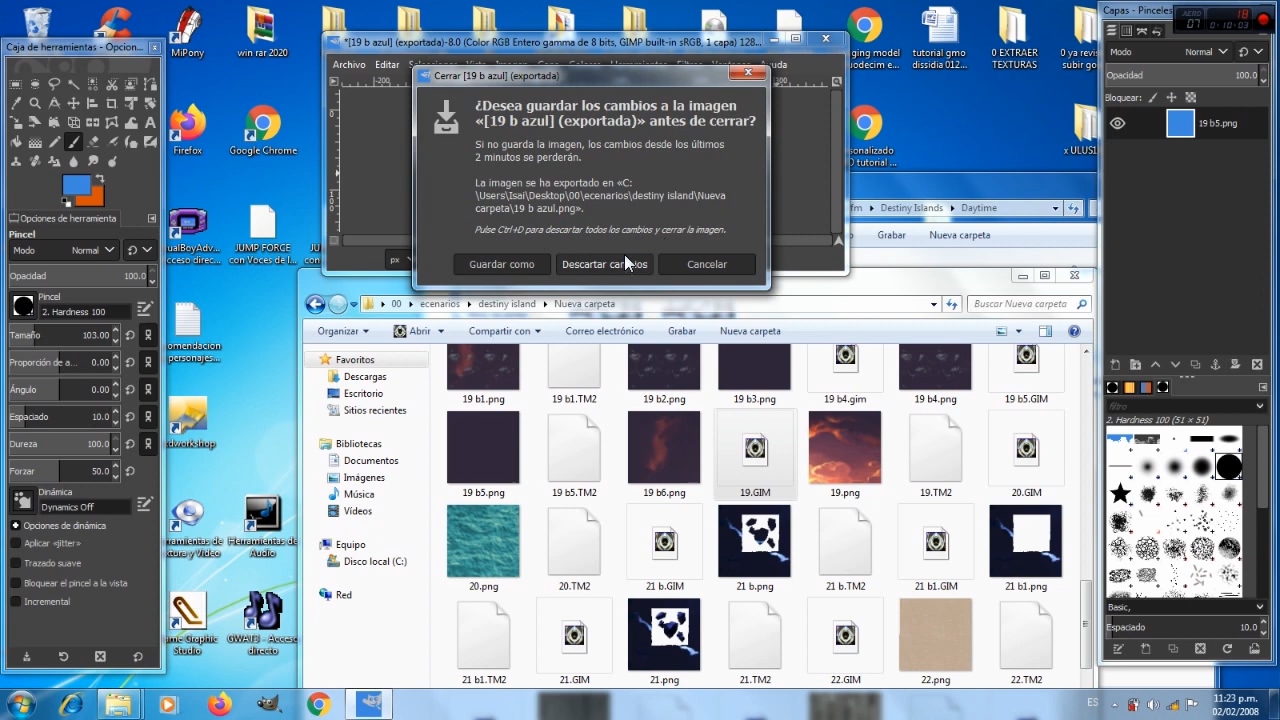 Caja de herramientas - Opcion...
MiPony
win rar 2020
Firefox
Google Chrome
JUMP FORCE
con Voces de l...
*[19 b azul] (exportada)-8.0 (Color RGB Entero gamma de 8 bits, GIMP built-in sRGB, 1 capa) 128...
Archivo
Cerrar [19 b azul] (exportada)
¿Desea guardar los cambios a la imagen
«[19 b azul] (exportada)» antes de cerrar?
Si no guarda la imagen, los cambios desde los últimos
2 minutos se perderán.
La imagen se ha exportado en «C:
\Users\Isai\Desktop\00\ecenarios\destiny island\Nueva
carpeta\19 b azul.png».
Pulse Ctrl+D para descartar todos los cambios y cerrar la imagen.
Guardar como
Descartar
Cancelar
px
tutorial gmo
dissidia 012...
0 EXTRAER
TEXTURAS
0 ya revis
subir go
x ULUS1
Destiny Islands
Daytime
Grabar
Nueva carpeta
Capas - Pinceles
AERO
07
18
0-10-03
Modo
Normal
Opacidad
100.0
Bloquear:
19 b5.png
filtro
2. Hardness 100 (51 × 51)
Basic,
Espaciado
10.0
Opciones de herramienta
Pincel
Modo
Normal
Opacidad
100.0
Pincel
2. Hardness 100
Tamaño
103.00
Proporción de a...
0.00
Ángulo
0.00
Espaciado
10.0
Dureza
100.0
Forzar
50.0
Dinámica
Dynamics Off
Opciones de dinámica
Aplicar «jitter»
Trazado suave
Bloquear el pincel a la vista
Incremental
Herramientas de
Audio
GWAT3 - Acceso
directo
Studio
00
ecenarios
destiny island
Nueva carpeta
Buscar Nueva carpeta
Organizar
Abrir
Compartir con
Correo electrónico
Grabar
Nueva carpeta
Favoritos
Descargas
Escritorio
Sitios recientes
Bibliotecas
Documentos
Imágenes
Música
Vídeos
Equipo
Disco local (C:)
Red
19 b1.png
19 b1.TM2
19 b2.png
19 b3.png
19 b4.gim
19 b4.png
19 b5.GIM
19 b5.png
19 b5.TM2
19 b6.png
19.GIM
19.png
19.TM2
20.GIM
20.png
20.TM2
21 b.GIM
21 b.png
21 b.TM2
21 b1.GIM
21 b1.png
21 b1.TM2
21.GIM
21.png
21.TM2
22.GIM
22.png
22.TM2
ES
11:23 p.m.
02/02/2008